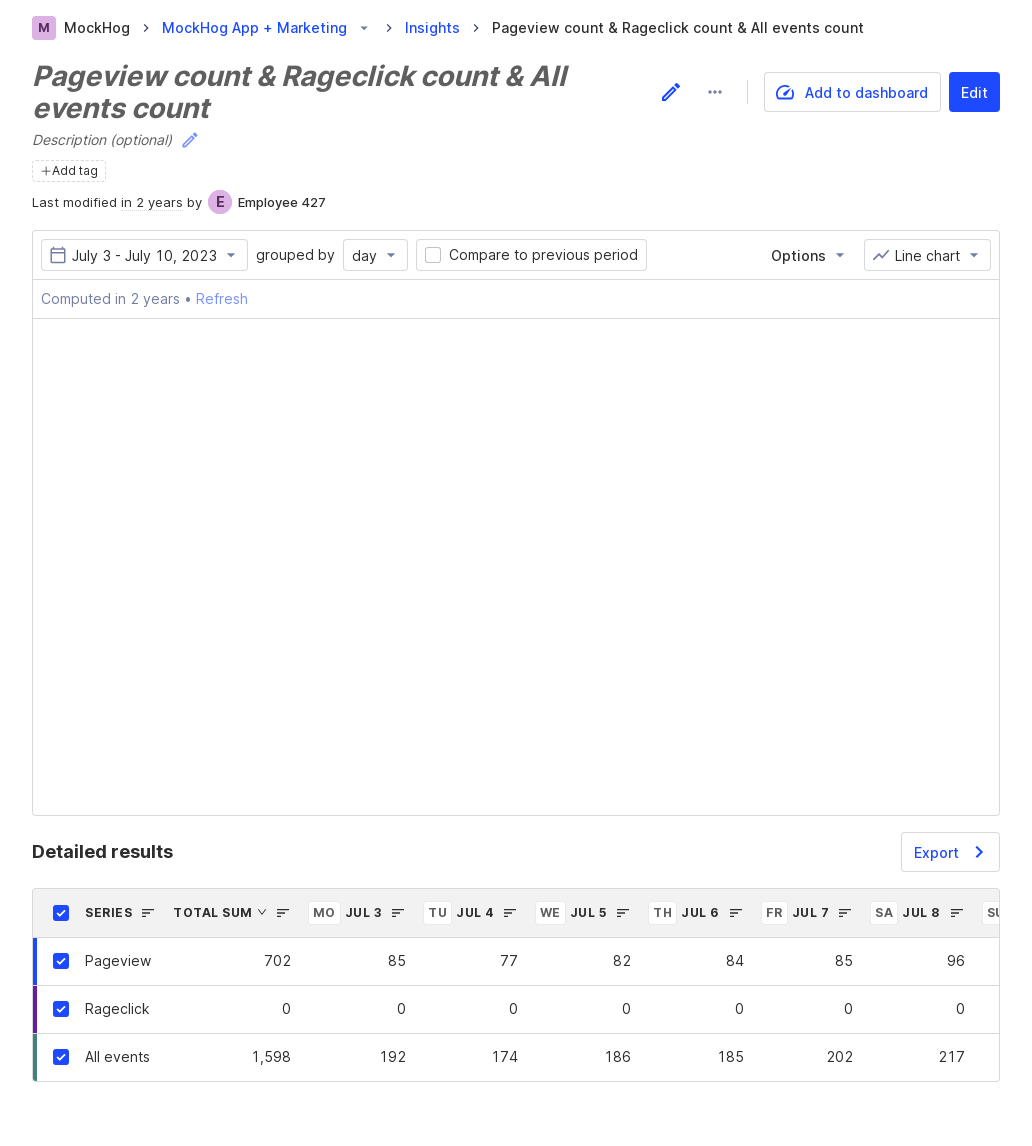 M MockHog MockHog App + Marketing Insights Pageview count & Rageclick count & All events count
Pageview count & Rageclick count & All
events count
Add to dashboard Edit
Description (optional)
Add tag
Last modified in 2 years by E Employee 427
July 3 - July 10, 2023 grouped by day Compare to previous period Options Line chart
Computed in 2 years • Refresh
Detailed results Export
SERIES TOTAL SUM MO JUL 3 TU JUL 4 WE JUL 5 TH JUL 6 FR JUL 7 SA JUL 8
Pageview 702 85 77 82 84 85 96
Rageclick 0 0 0 0 0 0 0
All events 1,598 192 174 186 185 202 217